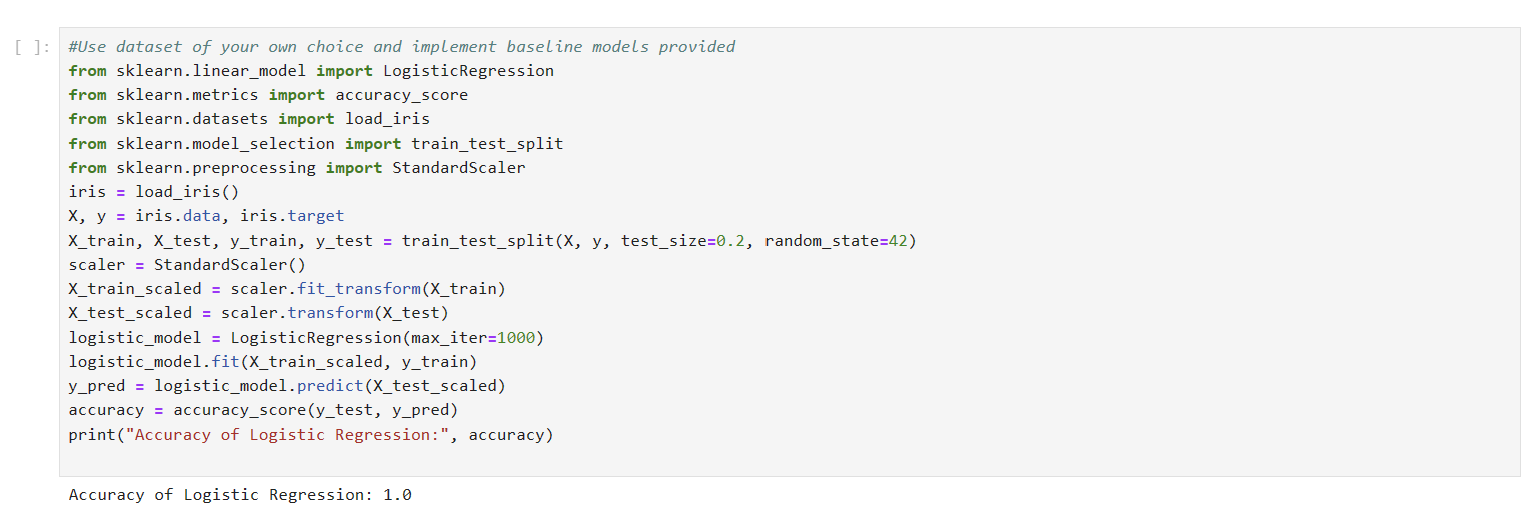 [ ]: #Use dataset of your own choice and implement baseline models provided
from sklearn.linear_model import LogisticRegression
from sklearn.metrics import accuracy_score
from sklearn.datasets import load_iris
from sklearn.model_selection import train_test_split
from sklearn.preprocessing import StandardScaler
iris = load_iris()
X, y = iris.data, iris.target
X_train, X_test, y_train, y_test = train_test_split(X, y, test_size=0.2, random_state=42)
scaler = StandardScaler()
X_train_scaled = scaler.fit_transform(X_train)
X_test_scaled = scaler.transform(X_test)
logistic_model = LogisticRegression(max_iter=1000)
logistic_model.fit(X_train_scaled, y_train)
y_pred = logistic_model.predict(X_test_scaled)
accuracy = accuracy_score(y_test, y_pred)
print("Accuracy of Logistic Regression:", accuracy)
Accuracy of Logistic Regression: 1.0